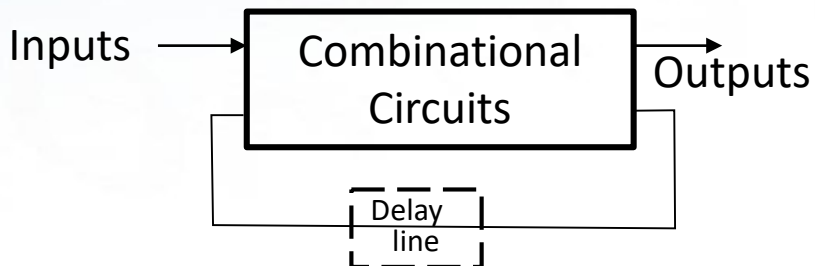 Inputs
Combinational
Circuits
Outputs
Delay
line